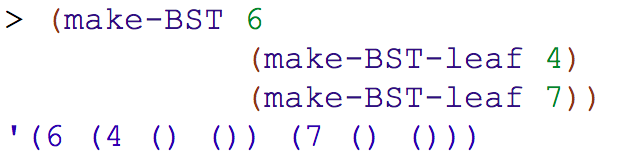 > (make-BST 6
(make-BST-leaf 4)
(make-BST-leaf 7))
'(6 (4 () ()) (7 () ()))